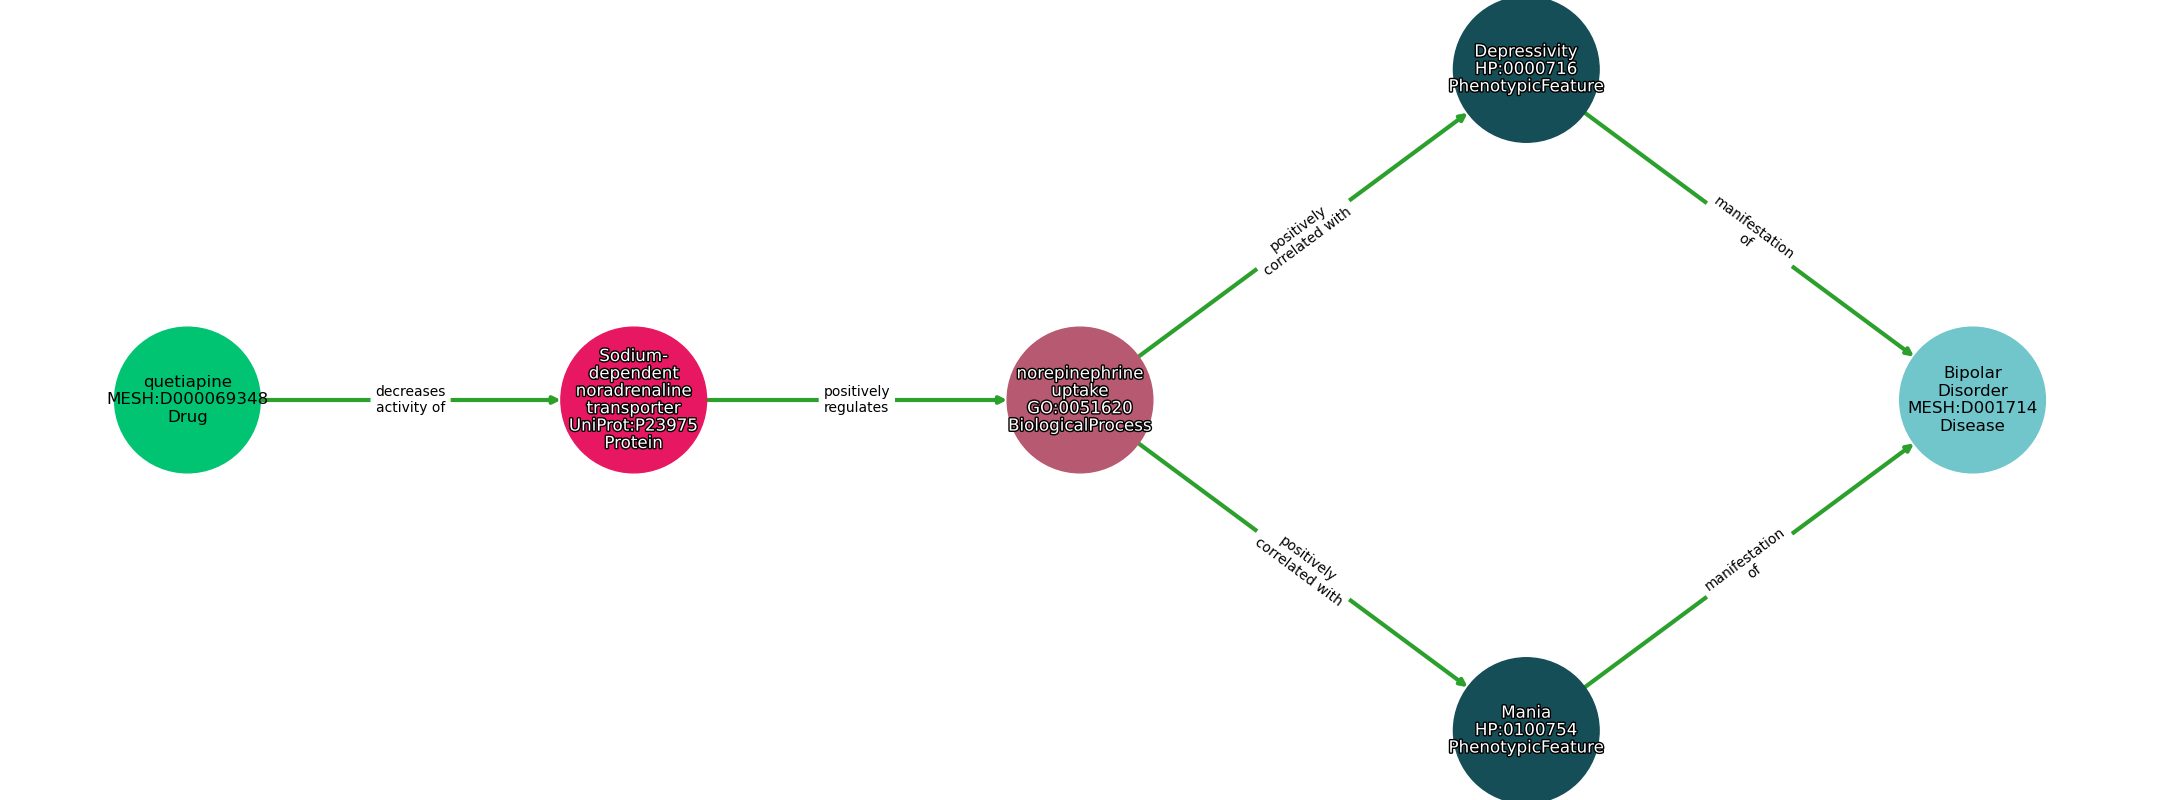 quetiapine
MESH:D000069348
Drug
decreases
activity of
Sodium-
dependent
noradrenaline
transporter
UniProt:P23975
Protein
positively
regulates
norepinephrine
uptake
GO:0051620
BiologicalProcess
positively
correlated with
Depressivity
HP:0000716
PhenotypicFeature
manifestation
of
positively
correlated with
Mania
HP:0100754
PhenotypicFeature
manifestation
of
Bipolar
Disorder
MESH:D001714
Disease